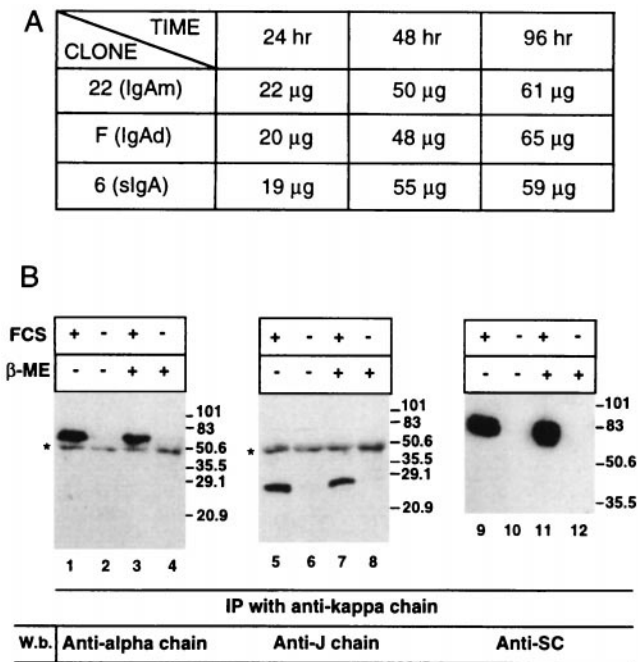 A
TIME
CLONE
24 hr 48 hr 96 hr
22 (IgAm) 22 µg 50 µg 61 µg
F (IgAd) 20 µg 48 µg 65 µg
6 (sIgA) 19 µg 55 µg 59 µg
B
FCS + - + - + - + - + - + -
β-ME - - + + - - + + - - + +
-101
-83
* -50.6
-35.5
-29.1
-20.9
1 2 3 4
-101
-83
* -50.6
-35.5
-29.1
-20.9
5 6 7 8
-101
-83
-50.6
-35.5
9 10 11 12
IP with anti-kappa chain
W.b. Anti-alpha chain Anti-J chain Anti-SC